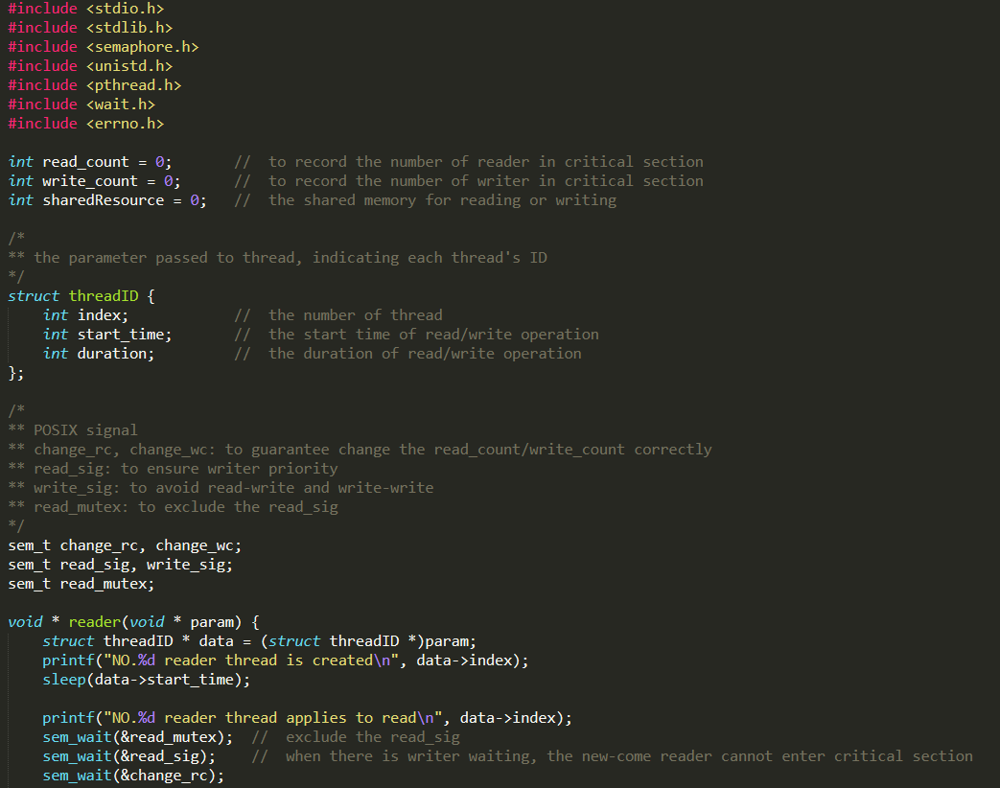 #include <stdio.h>
#include <stdlib.h>
#include <semaphore.h>
#include <unistd.h>
#include <pthread.h>
#include <wait.h>
#include <errno.h>

int read_count = 0;       //  to record the number of reader in critical section
int write_count = 0;      //  to record the number of writer in critical section
int sharedResource = 0;   //  the shared memory for reading or writing

/*
** the parameter passed to thread, indicating each thread's ID
*/
struct threadID {
    int index;            //  the number of thread
    int start_time;       //  the start time of read/write operation
    int duration;         //  the duration of read/write operation
};

/*
** POSIX signal
** change_rc, change_wc: to guarantee change the read_count/write_count correctly
** read_sig: to ensure writer priority
** write_sig: to avoid read-write and write-write
** read_mutex: to exclude the read_sig
*/
sem_t change_rc, change_wc;
sem_t read_sig, write_sig;
sem_t read_mutex;

void * reader(void * param) {
    struct threadID * data = (struct threadID *)param;
    printf("NO.%d reader thread is created\n", data->index);
    sleep(data->start_time);

    printf("NO.%d reader thread applies to read\n", data->index);
    sem_wait(&read_mutex);  //  exclude the read_sig
    sem_wait(&read_sig);    //  when there is writer waiting, the new-come reader cannot enter critical section
    sem_wait(&change_rc);